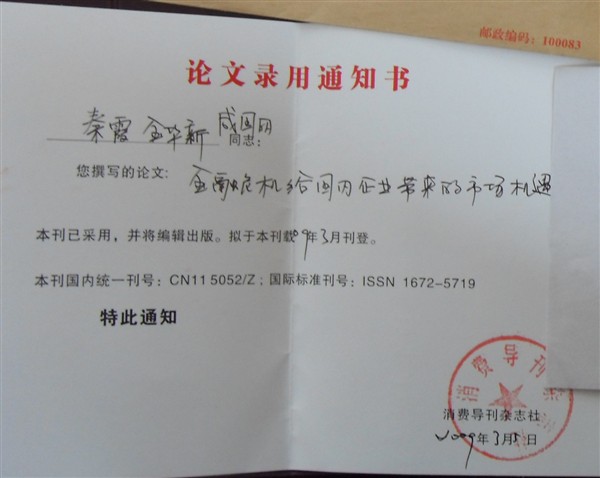 邮政编码：100083
论文录用通知书
秦霞 金华新 咸国明
同志：
您撰写的论文：金融危机给国内企业带来的市场机遇
本刊已采用，并将编辑出版。拟于本刊载09年3月刊登。
本刊国内统一刊号：CN11 5052/Z；国际标准刊号：ISSN 1672-5719
特此通知
消费导刊杂志社
2009年3月5日
消费导刊杂